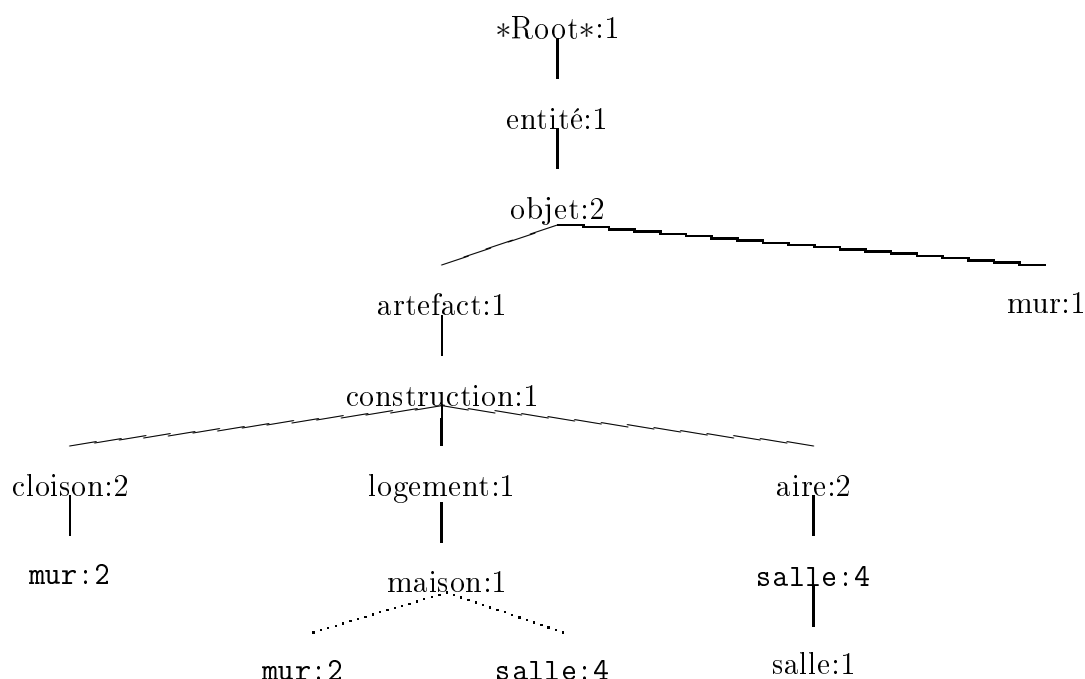 *Root*:1
entité:1
objet:2
artefact:1 mur:1
construction:1
cloison:2 logement:1 aire:2
mur:2 maison:1 salle:4
mur:2 salle:4 salle:1